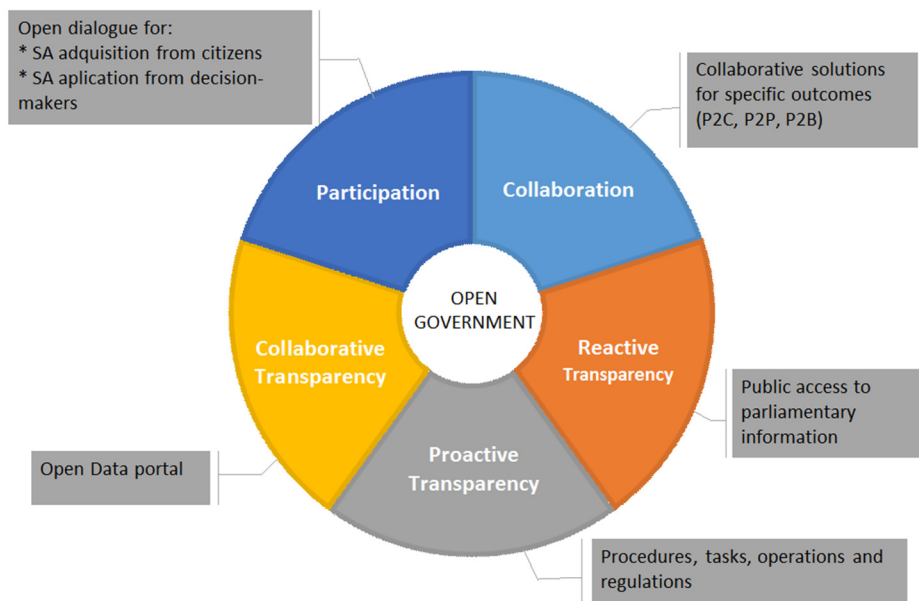 Open dialogue for:
* SA adquisition from citizens
* SA aplication from decision-
makers
Collaborative solutions
for specific outcomes
(P2C, P2P, P2B)
Participation
Collaboration
OPEN
GOVERNMENT
Collaborative
Transparency
Reactive
Transparency
Public access to
parliamentary
information
Proactive
Transparency
Open Data portal
Procedures, tasks, operations and
regulations